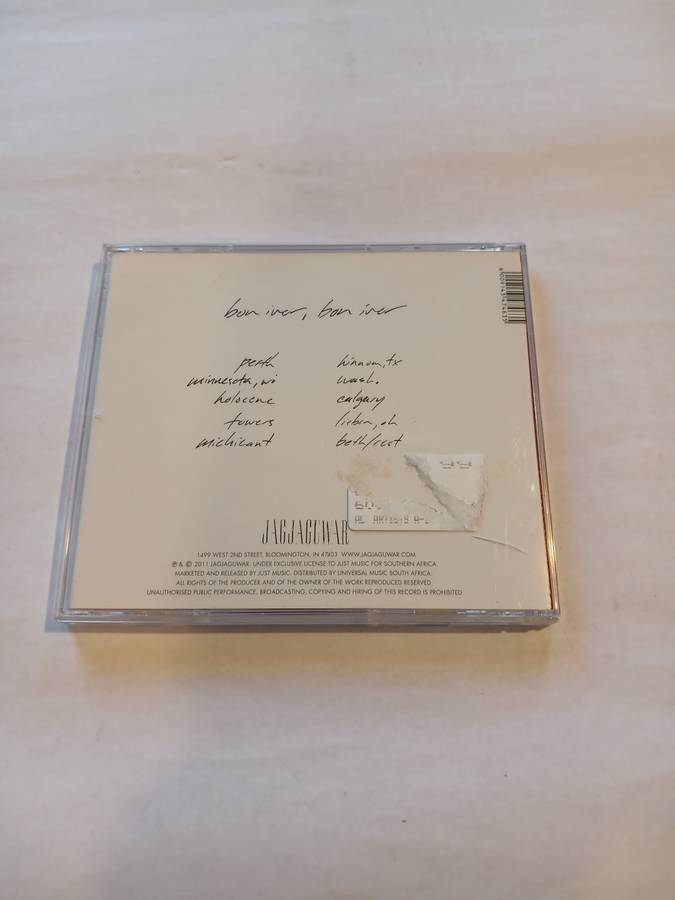 bon iver, bon iver
perth
minnesota, wi
holocene
towers
michicant
hinnom, tx
wash.
calgary
lisbon, oh
beth/rest
JAGJAGUWAR
1499 WEST 2ND STREET, BLOOMINGTON, IN 47403 WWW.JAGJAGUWAR.COM
℗& © 2011 JAGJAGUWAR. UNDER EXCLUSIVE LICENSE TO JUST MUSIC FOR SOUTHERN AFRICA.
MARKETED AND RELEASED BY JUST MUSIC. DISTRIBUTED BY UNIVERSAL MUSIC SOUTH AFRICA.
ALL RIGHTS OF THE PRODUCER AND OF THE OWNER OF THE WORK REPRODUCED RESERVED.
UNAUTHORISED PUBLIC PERFORMANCE, BROADCASTING, COPYING AND HIRING OF THIS RECORD IS PROHIBITED.